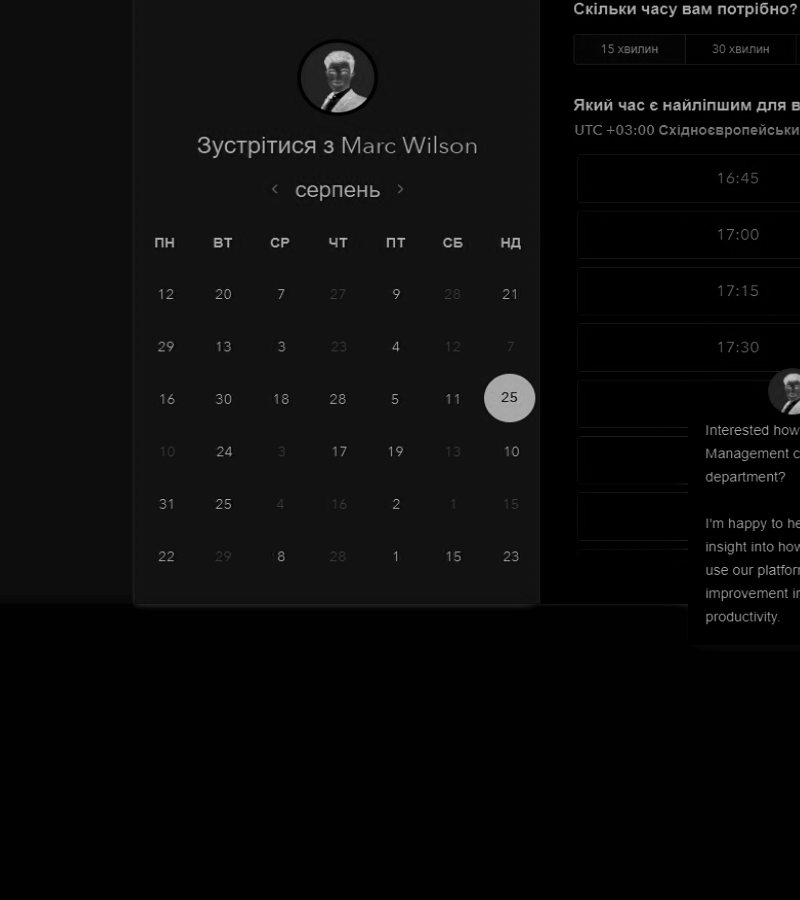 Зустрітися з Marc Wilson
серпень
ПН ВТ СР ЧТ ПТ СБ НД
12 20 7 27 9 28 21
29 13 3 23 4 12 7
16 30 18 28 5 11 25
10 24 3 17 19 13 10
31 25 4 16 2 1 15
22 29 8 28 1 15 23
Скільки часу вам потрібно?
15 хвилин 30 хвилин
Який час є найліпшим для
UTC +03:00
16:45
17:00
17:15
17:30
Interested how
Management
department?
I'm happy to
insight into how
use our
improvement
productivity.